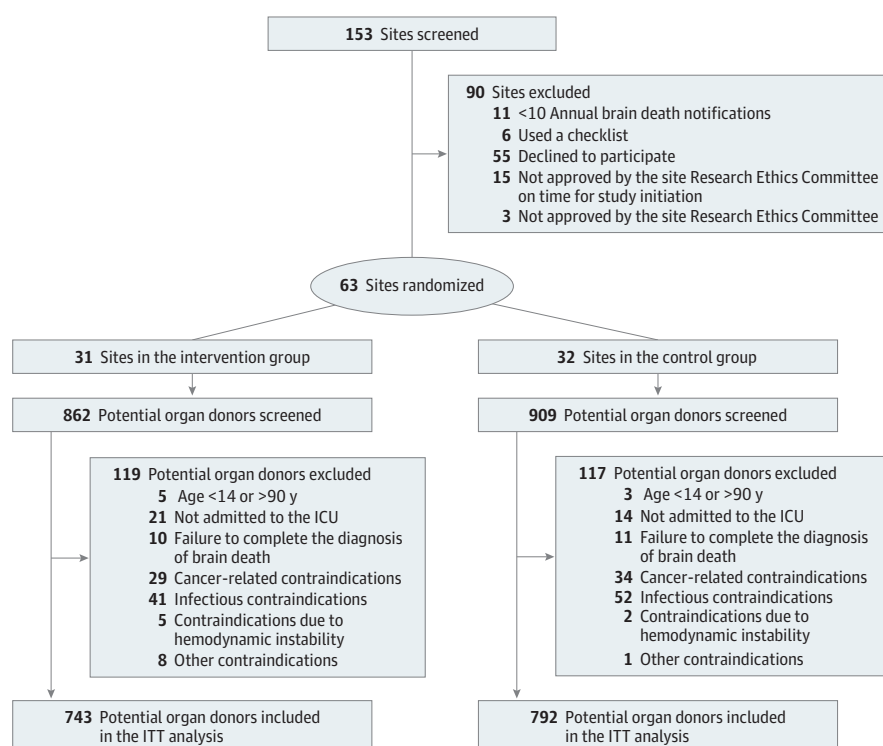 153 Sites screened
90 Sites excluded
11 <10 Annual brain death notifications
6 Used a checklist
55 Declined to participate
15 Not approved by the site Research Ethics Committee
on time for study initiation
3 Not approved by the site Research Ethics Committee
63 Sites randomized
31 Sites in the intervention group
32 Sites in the control group
862 Potential organ donors screened
909 Potential organ donors screened
119 Potential organ donors excluded
5 Age <14 or >90 y
21 Not admitted to the ICU
10 Failure to complete the diagnosis
of brain death
29 Cancer-related contraindications
41 Infectious contraindications
5 Contraindications due to
hemodynamic instability
8 Other contraindications
117 Potential organ donors excluded
3 Age <14 or >90 y
14 Not admitted to the ICU
11 Failure to complete the diagnosis
of brain death
34 Cancer-related contraindications
52 Infectious contraindications
2 Contraindications due to
hemodynamic instability
1 Other contraindications
743 Potential organ donors included
in the ITT analysis
792 Potential organ donors included
in the ITT analysis